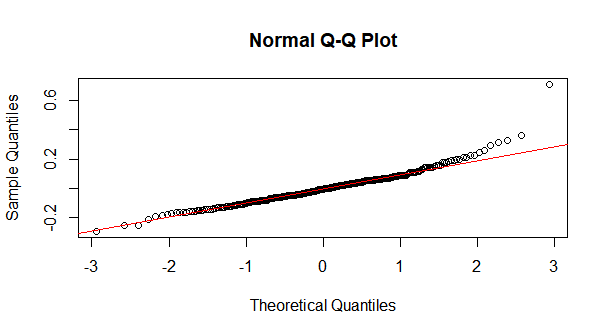 Normal Q-Q Plot
Sample Quantiles
0.6
0.2
-0.2
-3 -2 -1 0 1 2 3
Theoretical Quantiles